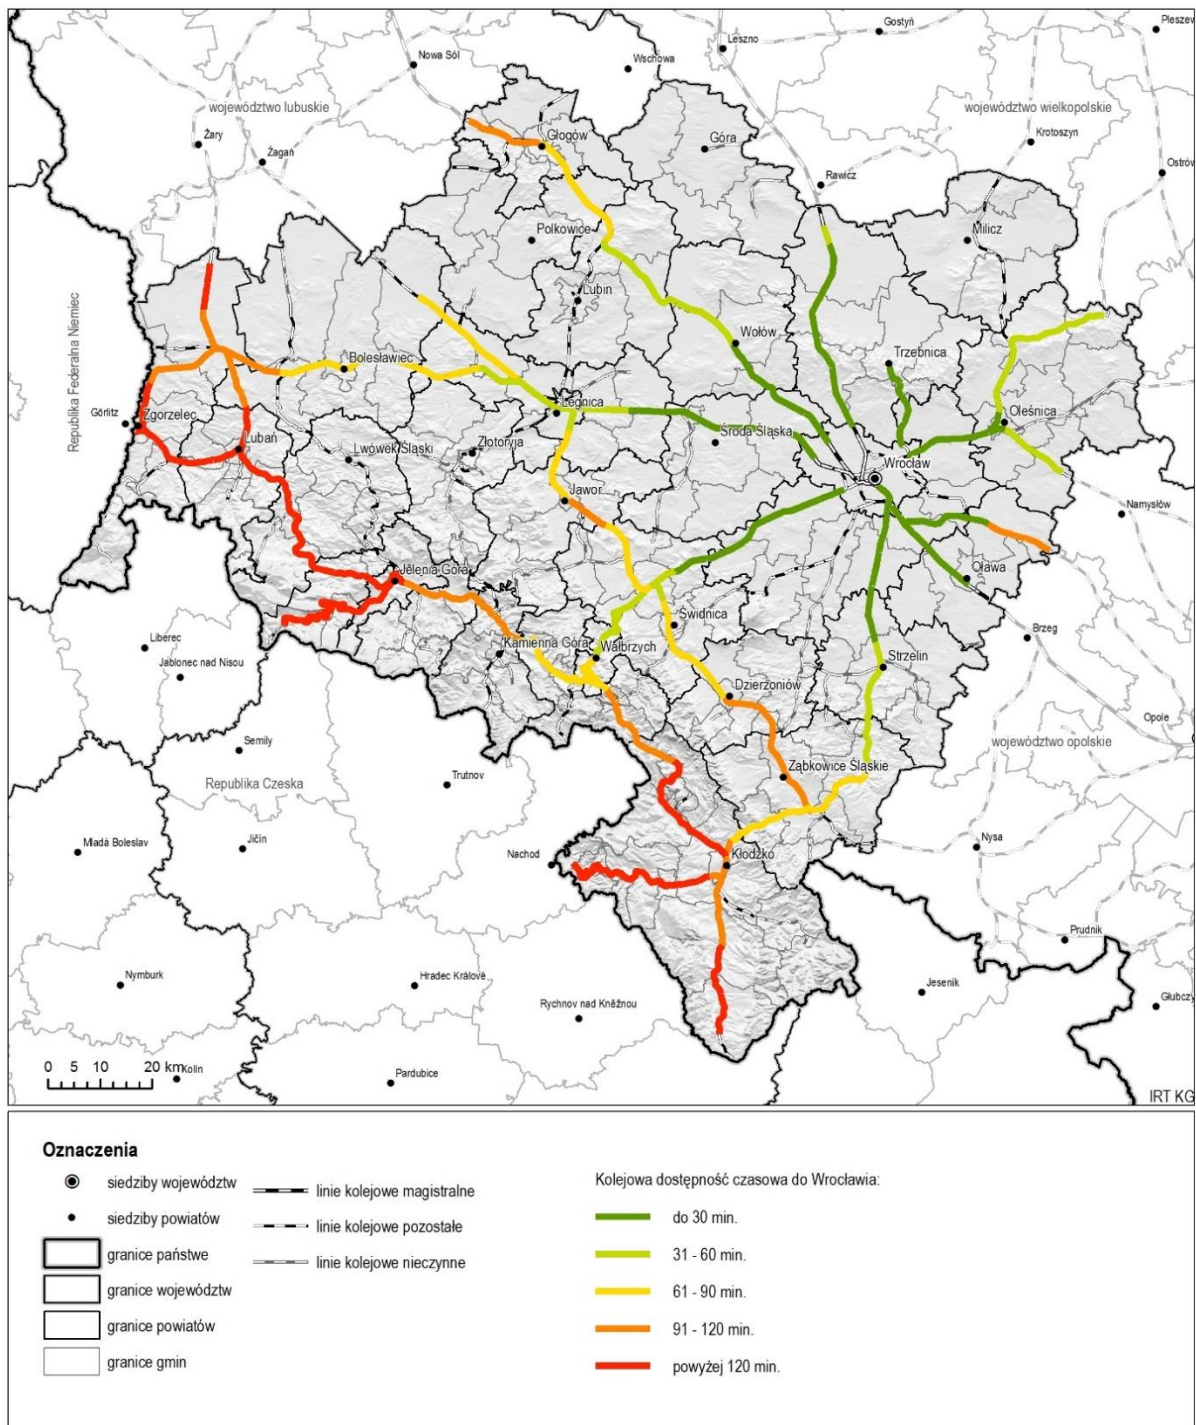 Gostyń
Pleszew
Leszno
Nowa Sól
Wschowa
województwo lubuskie
województwo wielkopolskie
Żary
Głogów
Góra
Krotoszyn
Żagań
Rawicz
Ostrów
Polkowice
Milicz
Lubin
Republika Federalna Niemiec
Wołów
Trzebnica
Bolesławiec
Görlitz
Zgorzelec
Legnica
Oleśnica
Lubań
Lwówek Śląski
Złotoryja
Środa Śląska
Wrocław
Jawor
Namysłów
Jelenia Góra
Oława
Liberec
Świdnica
Brzeg
Jablonec nad Nisou
Kamienna Góra
Wałbrzych
Strzelin
Dzierżoniów
Opole
Semily
województwo opolskie
Republika Czeska
Trutnov
Ząbkowice Śląskie
Mladá Boleslav
Jičín
Nachod
Kłodzko
Nysa
Prudnik
Nymburk
Hradec Králové
Jesenik
Rychnov nad Kněžnou
Głubczy
0 5 10 20 km
Kolin
Pardubice
IRT KG
Oznaczenia
siedziby województw
siedziby powiatów
granice państwe
granice województw
granice powiatów
granice gmin
linie kolejowe magistralne
linie kolejowe pozostałe
linie kolejowe nieczynne
Kolejowa dostępność czasowa do Wrocławia:
do 30 min.
31 - 60 min.
61 - 90 min.
91 - 120 min.
powyżej 120 min.